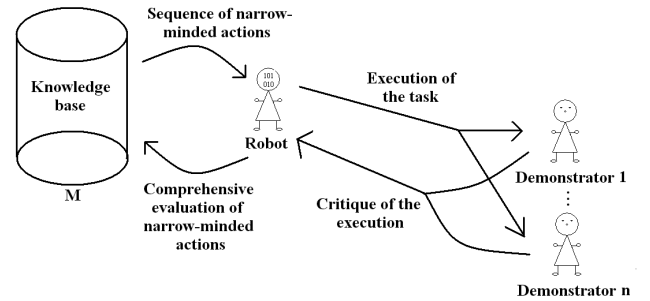 Sequence of narrow-
minded actions
Knowledge
base
101
010
Execution of
the task
Robot
Demonstrator 1
M
Comprehensive
evaluation of
narrow-minded
actions
Critique of the
execution
Demonstrator n